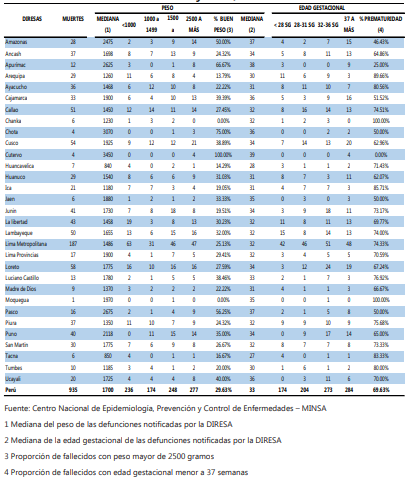 PESO EDAD GESTACIONAL
DIRESAS MUERTES MEDIANA (1) <1000 1000 a 1499 1500 a 2500 A MÁS % BUEN PESO (3) MEDIANA (2) < 28 SG 28-31 SG 32-36 SG 37 A MÁS % PREMATURIDAD (4)
Amazonas 28 2475 2 3 9 14 50.00% 37 4 2 7 15 46.43%
Ancash 37 1698 8 7 13 9 24.32% 34 5 8 11 13 64.86%
Apurímac 12 2625 3 0 1 8 66.67% 38 3 0 0 9 25.00%
Arequipa 29 1260 11 6 8 4 13.79% 30 11 6 9 3 89.66%
Ayacucho 36 1468 6 12 10 8 22.22% 31 8 11 10 7 80.56%
Cajamarca 33 1900 6 4 10 13 39.39% 36 5 3 9 16 51.52%
Callao 51 1450 12 14 11 14 27.45% 32 8 16 14 13 74.51%
Chanka 6 1230 1 3 2 0 0.00% 32 1 2 3 0 100.00%
Chota 4 3070 0 0 1 3 75.00% 36 0 0 2 2 50.00%
Cusco 54 1925 9 12 12 21 38.89% 34 7 14 13 20 62.96%
Cutervo 4 3450 0 0 0 4 100.00% 39 0 0 0 4 0.00%
Huancavelica 7 840 4 0 2 1 14.29% 28 3 1 1 2 71.43%
Huanuco 29 1540 8 6 6 9 31.03% 31 8 7 3 11 62.07%
Ica 21 1180 7 7 3 4 19.05% 31 4 7 7 3 85.71%
Jaen 6 1880 1 2 1 2 33.33% 35 0 3 0 3 50.00%
Junin 41 1730 7 8 18 8 19.51% 34 3 9 18 11 73.17%
La libertad 43 1458 19 3 8 13 30.23% 32 11 8 11 13 69.77%
Lambayeque 50 1655 13 6 15 16 32.00% 32 15 8 14 13 74.00%
Lima Metropolitana 187 1486 63 31 46 47 25.13% 32 42 46 51 48 74.33%
Lima Provincias 17 1900 4 1 7 5 29.41% 32 3 4 5 5 70.59%
Loreto 58 1775 16 10 16 16 27.59% 34 3 12 24 19 67.24%
Luciano Castillo 13 1780 2 1 5 5 38.46% 33 2 1 7 3 76.92%
Madre de Dios 9 1370 3 2 2 2 22.22% 31 4 1 1 3 66.67%
Moquegua 1 1970 0 0 1 0 0.00% 35 0 0 1 0 100.00%
Pasco 16 2675 2 1 4 9 56.25% 37 2 1 5 8 50.00%
Piura 37 1350 11 10 7 9 24.32% 32 9 9 10 9 75.68%
Puno 40 2118 0 11 15 14 35.00% 34 0 9 17 14 65.00%
San Martin 30 1775 7 6 9 8 26.67% 32 8 7 7 8 73.33%
Tacna 6 850 4 0 1 1 16.67% 27 4 0 1 1 83.33%
Tumbes 10 1185 3 4 1 2 20.00% 30 1 6 1 2 80.00%
Ucayali 20 1725 4 4 4 8 40.00% 36 0 3 11 6 70.00%
Perú 935 1700 236 174 248 277 29.63% 33 174 204 273 284 69.63%
Fuente: Centro Nacional de Epidemiología, Prevención y Control de Enfermedades – MINSA
1 Mediana del peso de las defunciones notificadas por la DIRESA
2 Mediana de la edad gestacional de las defunciones notificadas por la DIRESA
3 Proporción de fallecidos con peso mayor de 2500 gramos
4 Proporción de fallecidos con edad gestacional menor a 37 semanas